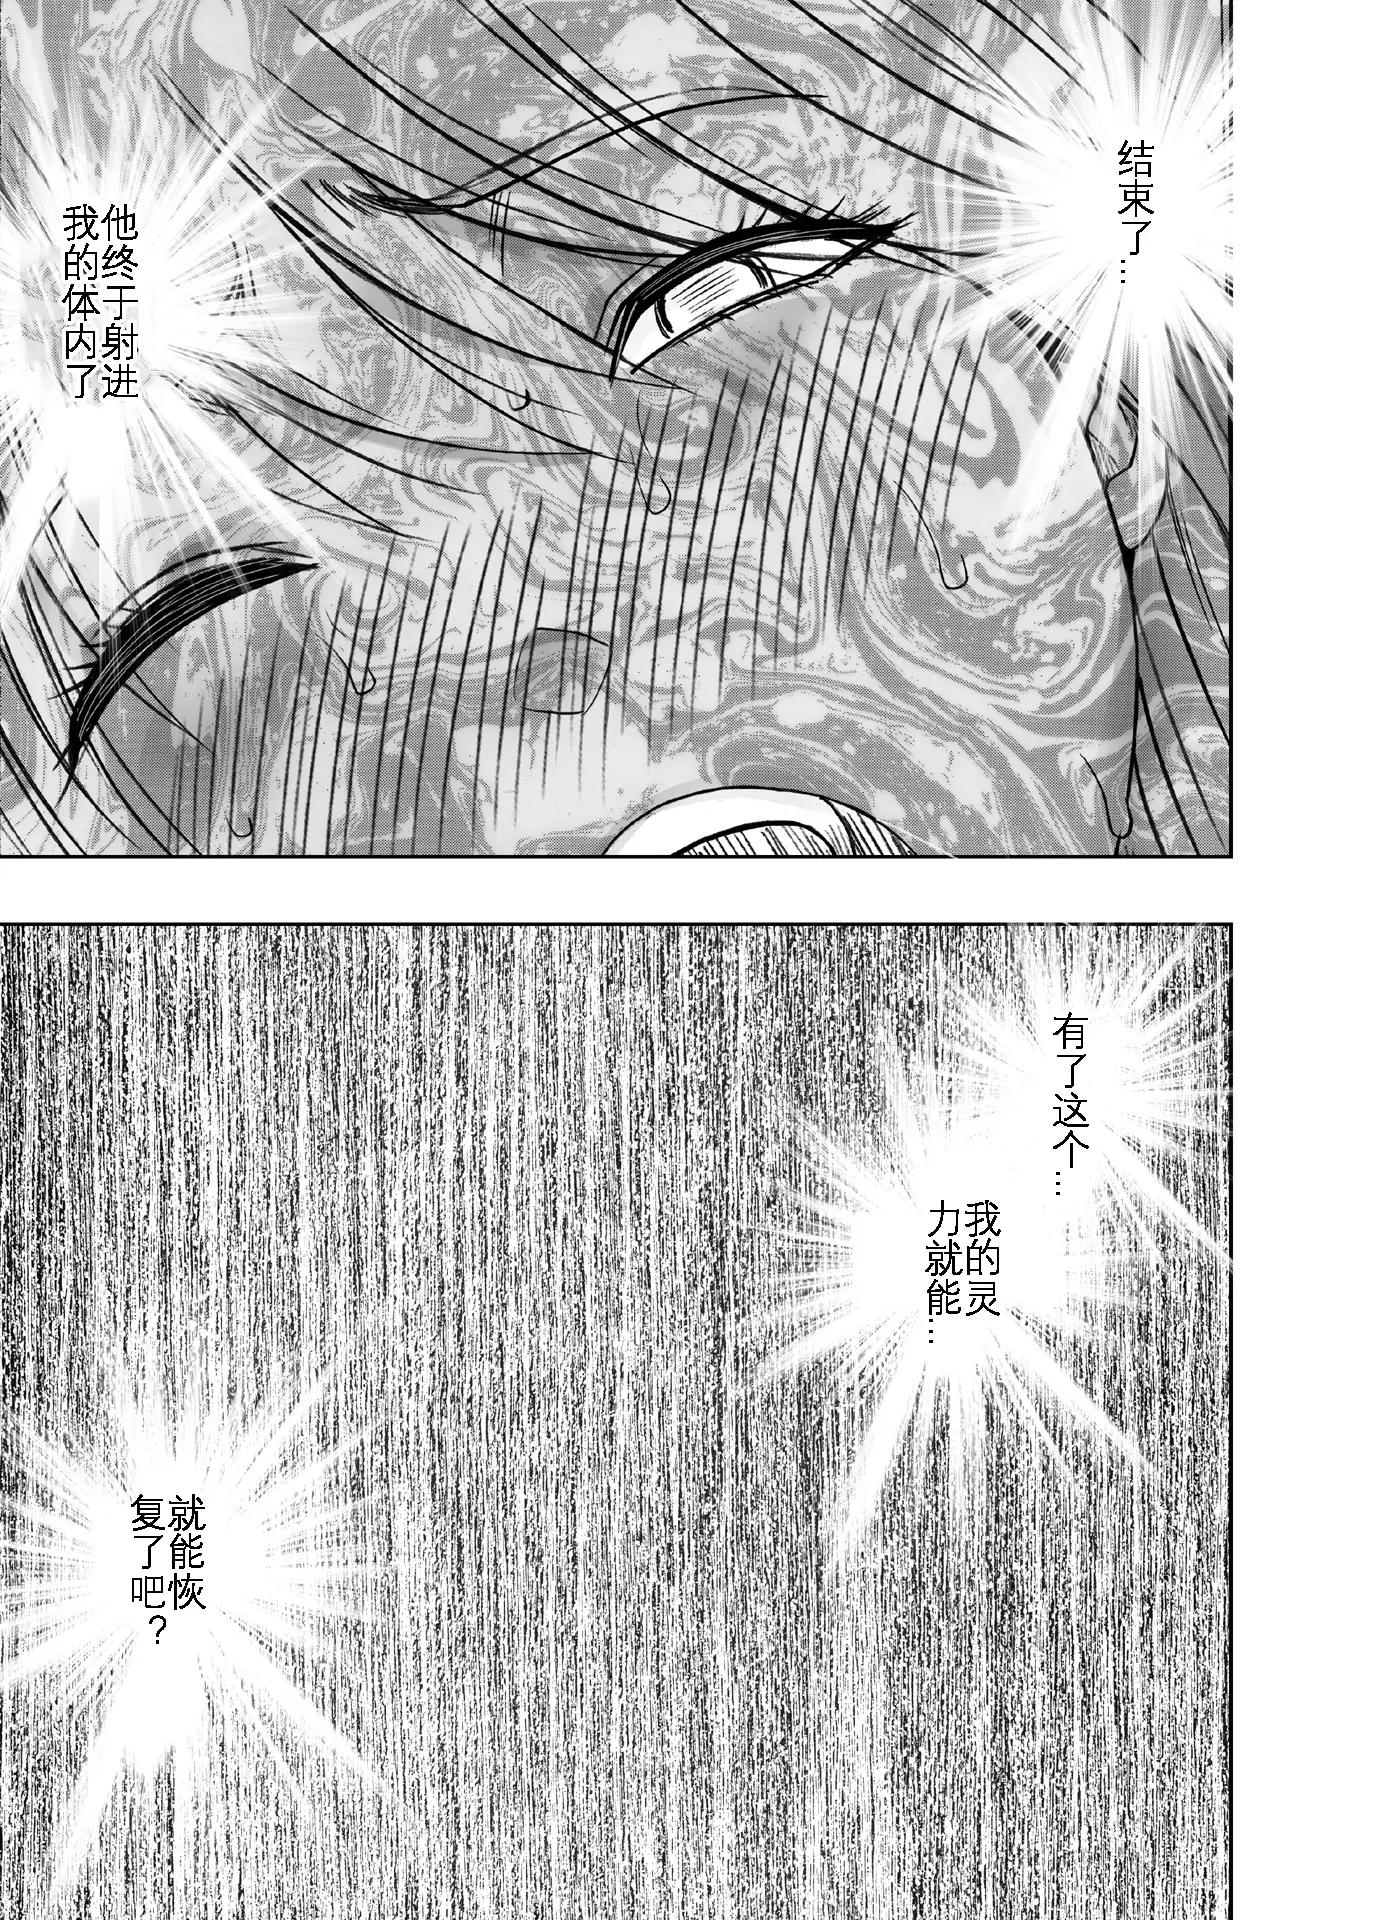 结束了…
他终于射进
我的体内了
有了这个…
我的灵
力就能…
就能恢
复了吧？